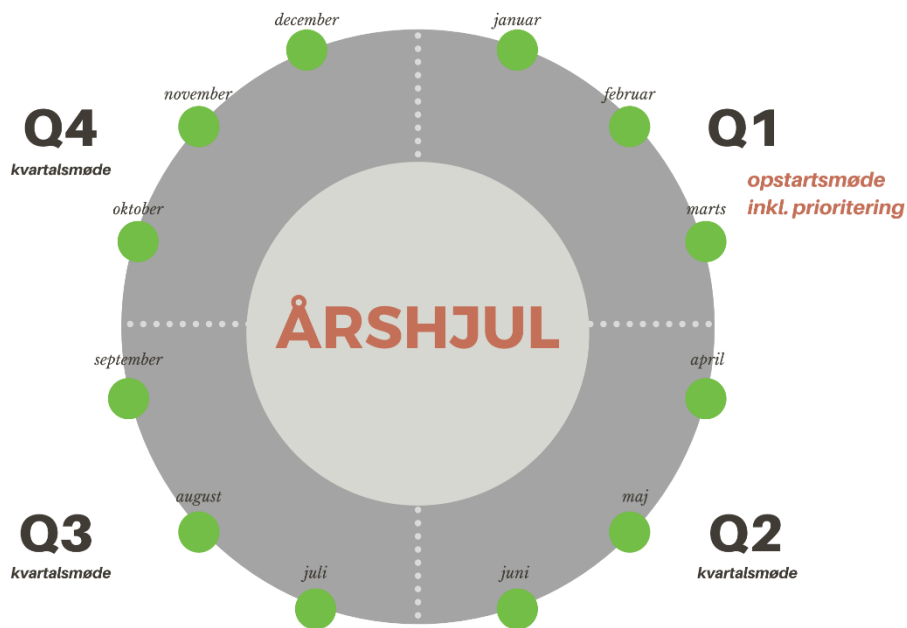 december
januar
november
februar
Q4
kvartalsmøde
Q1
opstartsmøde
inkl. prioritering
oktober
marts
ÅRSHJUL
september
april
august
maj
Q3
kvartalsmøde
Q2
kvartalsmøde
juli
juni